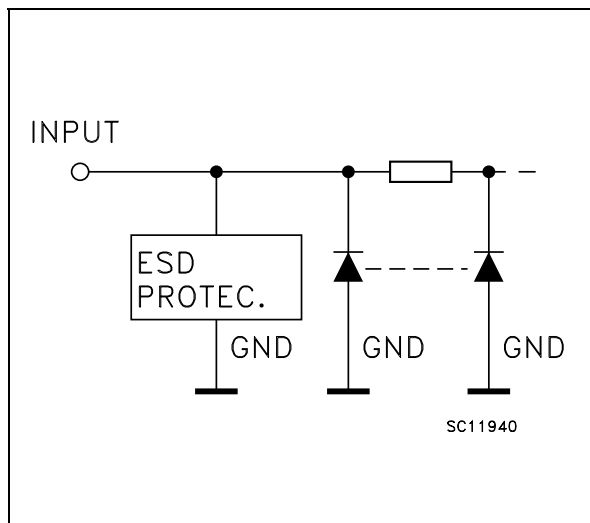 INPUT
ESD
PROTEC.
GND
GND
GND
SC11940